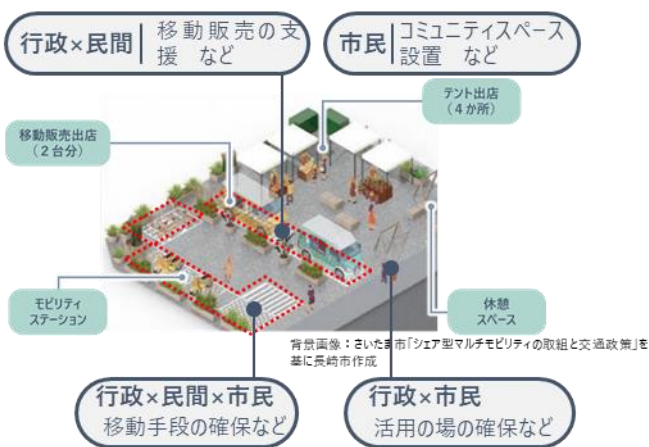 行政×民間 移動販売の支
援 など
市民 コミュニティスペース
設置 など
テント出店
（４か所）
移動販売出店
（２台分）
モビリティ
ステーション
休憩
スペース
背景画像：さいたま市「シェア型マルチモビリティの取組と交通政策」を
基に長崎市作成
行政×民間×市民
移動手段の確保など
行政×市民
活用の場の確保など